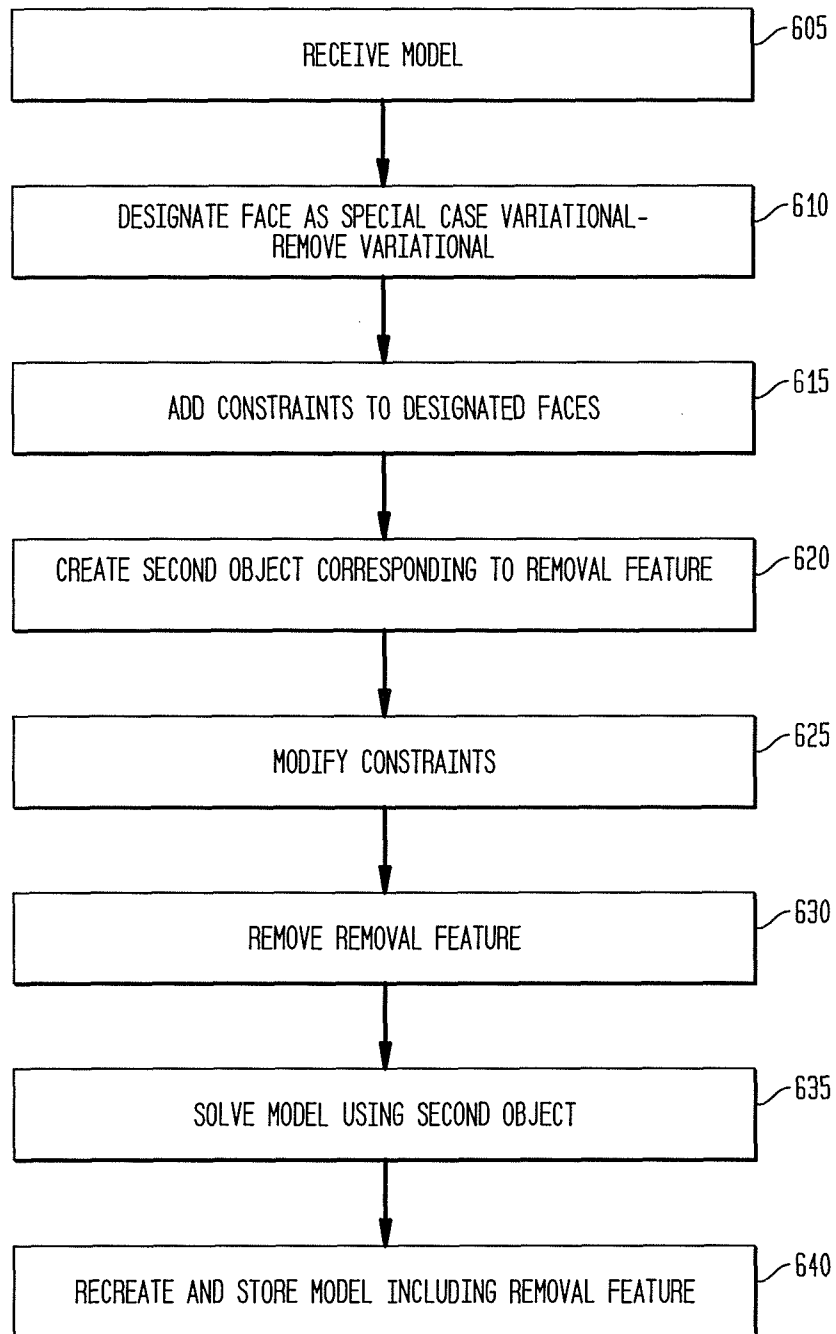 RECEIVE MODEL
605
DESIGNATE FACE AS SPECIAL CASE VARIATIONAL-
REMOVE VARIATIONAL
610
ADD CONSTRAINTS TO DESIGNATED FACES
615
CREATE SECOND OBJECT CORRESPONDING TO REMOVAL FEATURE
620
MODIFY CONSTRAINTS
625
REMOVE REMOVAL FEATURE
630
SOLVE MODEL USING SECOND OBJECT
635
RECREATE AND STORE MODEL INCLUDING REMOVAL FEATURE
640